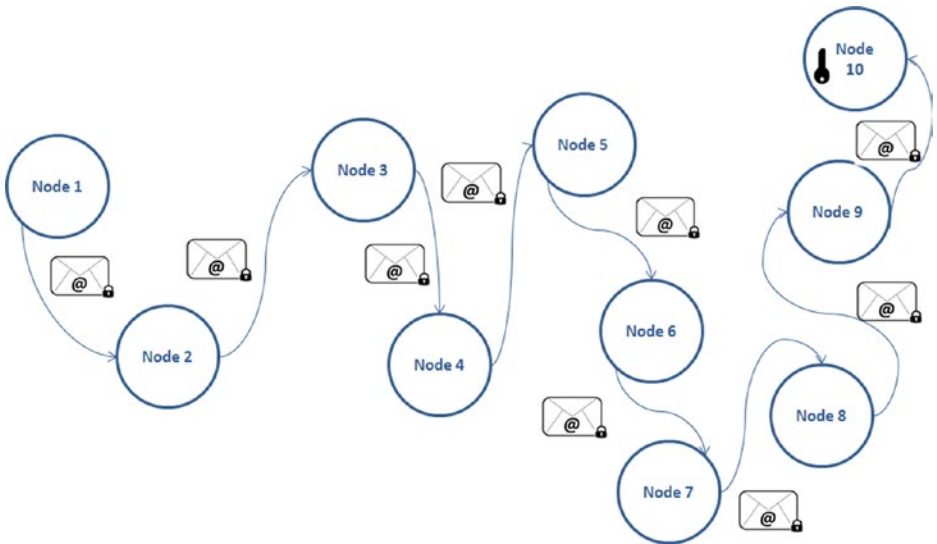 Node 1
@
Node 2
@
Node 3
@
Node 4
@
Node 5
@
Node 6
@
Node 7
@
Node 8
@
Node 9
@
Node
10